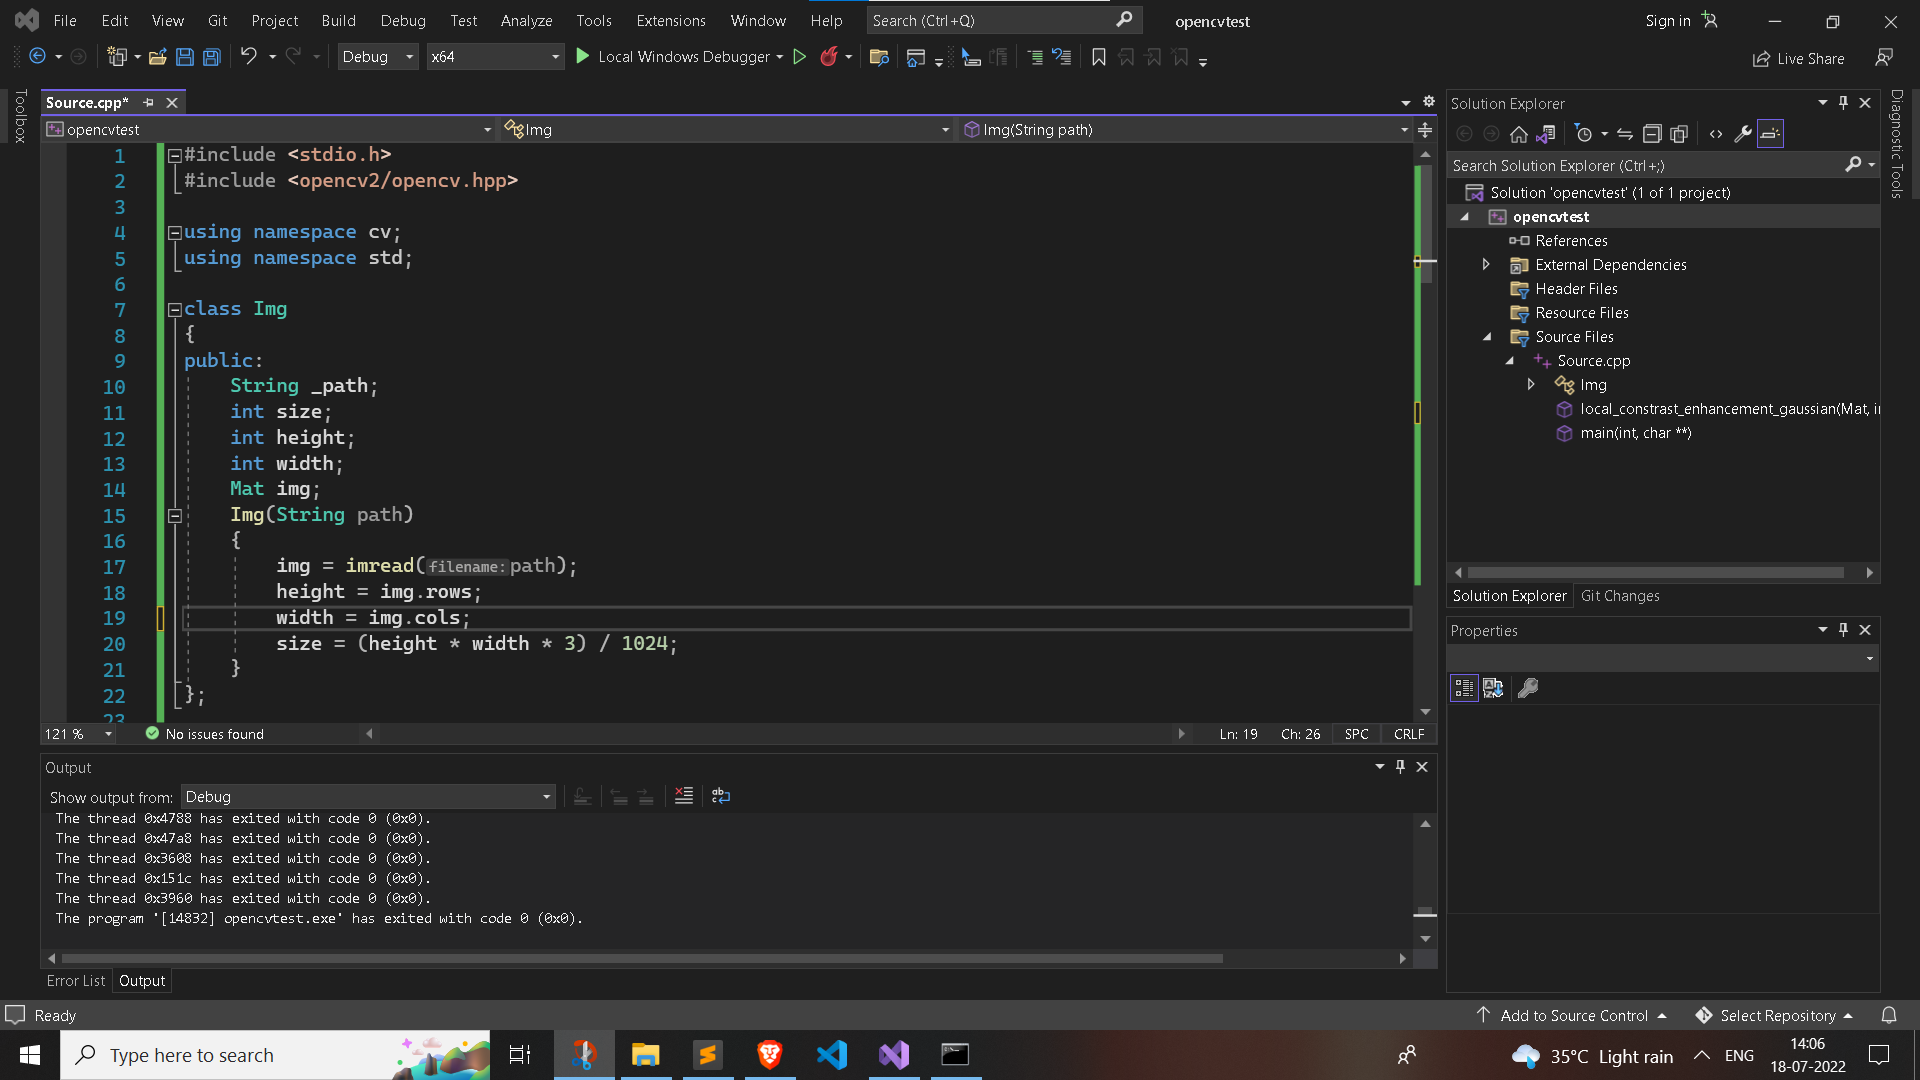 File Edit View Git Project Build Debug Test Analyze Tools Extensions Window Help Search (Ctrl+Q) opencvtest Sign in
Debug x64 Local Windows Debugger Live Share
Toolbox
Source.cpp*
opencvtest Img Img(String path)
1 #include <stdio.h>
2 #include <opencv2/opencv.hpp>
3
4 using namespace cv;
5 using namespace std;
6
7 class Img
8 {
9 public:
10 String _path;
11 int size;
12 int height;
13 int width;
14 Mat img;
15 Img(String path)
16 {
17 img = imread(filename:path);
18 height = img.rows;
19 width = img.cols;
20 size = (height * width * 3) / 1024;
21 }
22 };
23
121 % No issues found Ln: 19 Ch: 26 SPC CRLF
Output
Show output from: Debug
The thread 0x4788 has exited with code 0 (0x0).
The thread 0x47a8 has exited with code 0 (0x0).
The thread 0x3608 has exited with code 0 (0x0).
The thread 0x151c has exited with code 0 (0x0).
The thread 0x3960 has exited with code 0 (0x0).
The program '[14832] opencvtest.exe' has exited with code 0 (0x0).
Error List Output
Solution Explorer
Search Solution Explorer (Ctrl+;)
Solution 'opencvtest' (1 of 1 project)
opencvtest
References
External Dependencies
Header Files
Resource Files
Source Files
Source.cpp
Img
local_constrast_enhancement_gaussian(Mat, in
main(int, char **)
Solution Explorer Git Changes
Properties
Diagnostic Tools
Ready Add to Source Control Select Repository
Type here to search 35°C Light rain ENG 14:06
18-07-2022